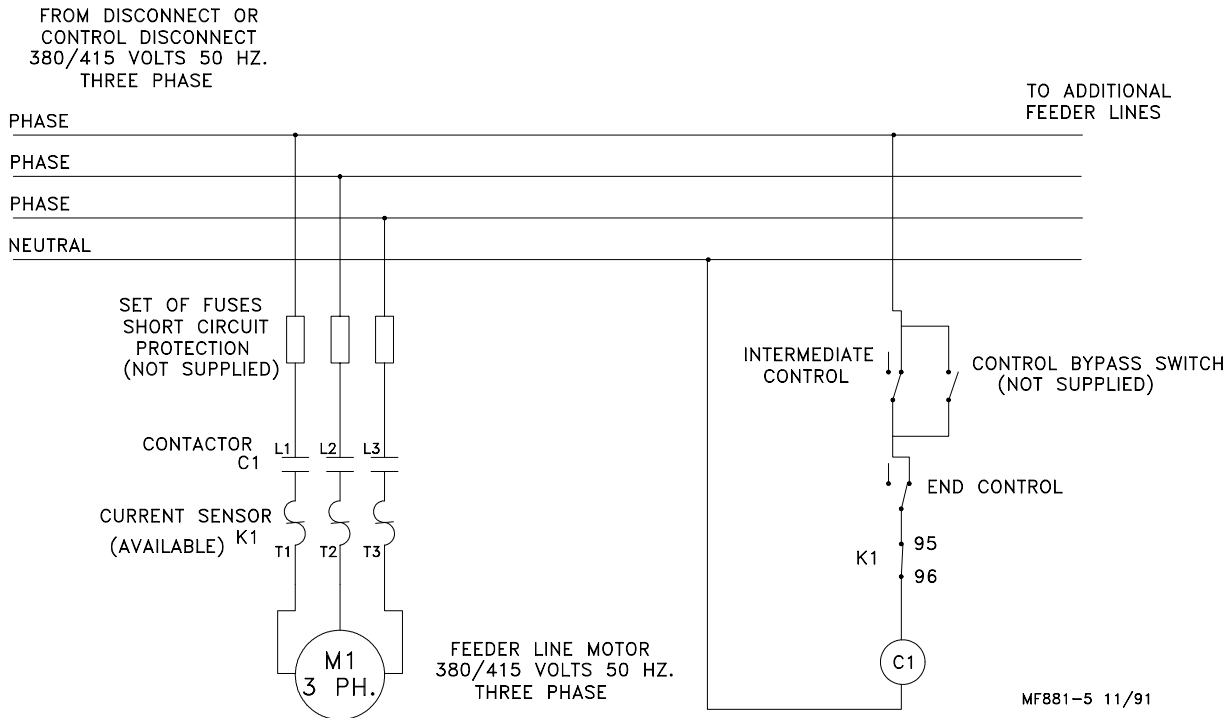 FROM DISCONNECT OR
CONTROL DISCONNECT
380/415 VOLTS 50 HZ.
THREE PHASE
TO ADDITIONAL
FEEDER LINES
PHASE
PHASE
PHASE
NEUTRAL
SET OF FUSES
SHORT CIRCUIT
PROTECTION
(NOT SUPPLIED)
INTERMEDIATE
CONTROL
CONTROL BYPASS SWITCH
(NOT SUPPLIED)
CONTACTOR
C1
L1
L2
L3
END CONTROL
CURRENT SENSOR
K1
(AVAILABLE)
T1
T2
T3
K1
95
96
M1
3 PH.
FEEDER LINE MOTOR
380/415 VOLTS 50 HZ.
THREE PHASE
C1
MF881-5 11/91